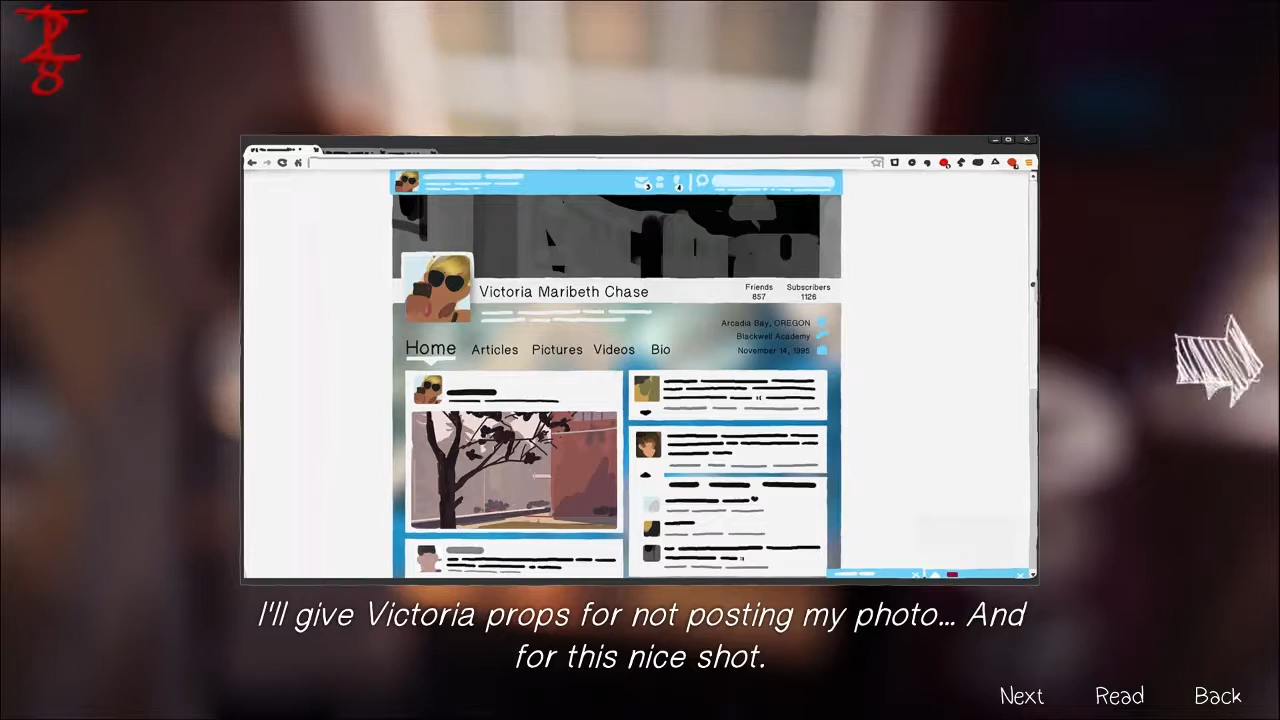 Victoria Maribeth Chase
Friends
857
Subscribers
1126
Arcadia Bay, OREGON
Blackwell Academy
November 14, 1995
Home Articles Pictures Videos Bio
I'll give Victoria props for not posting my photo... And
for this nice shot.
Next Read Back